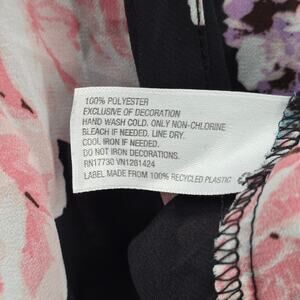 100% POLYESTER
EXCLUSIVE OF DECORATION
HAND WASH COLD. ONLY NON-CHLORINE
BLEACH IF NEEDED. LINE DRY.
COOL IRON IF NEEDED.
DO NOT IRON DECORATIONS.
RN17730 VN1261424
LABEL MADE FROM 100% RECYCLED PLASTIC